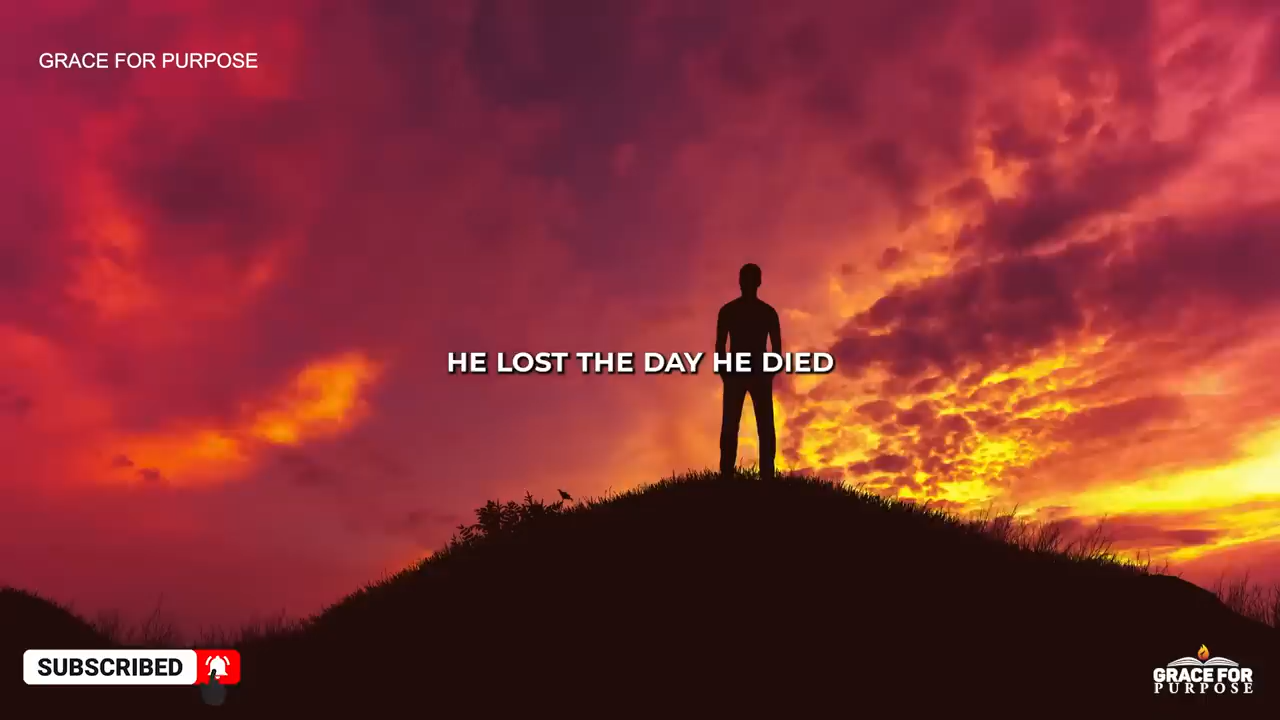 GRACE FOR PURPOSE
HE LOST THE DAY HE DIED
SUBSCRIBED
GRACE FOR
PURPOSE